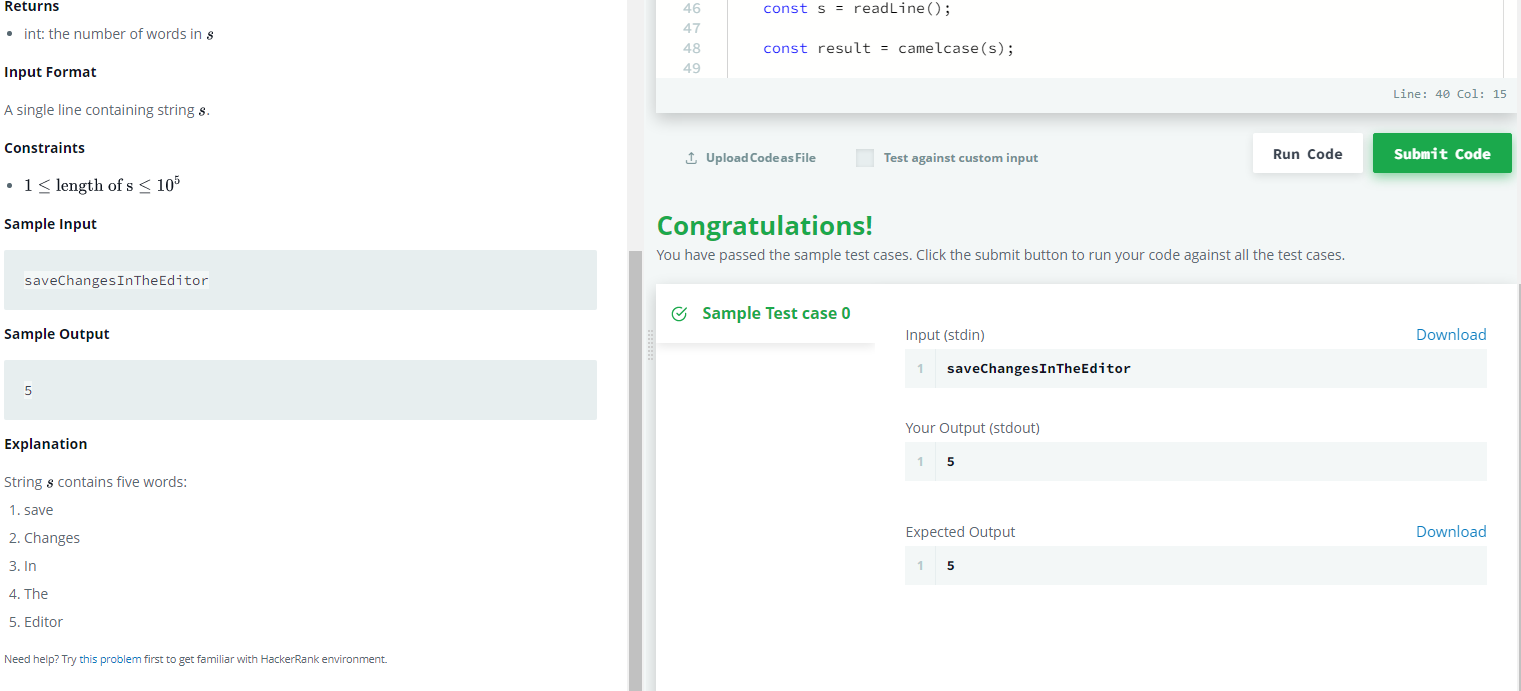 Returns
• int: the number of words in s
Input Format
A single line containing string s.
Constraints
• 1 ≤ length of s ≤ 10⁵
Sample Input
saveChangesInTheEditor
Sample Output
5
Explanation
String s contains five words:
1. save
2. Changes
3. In
4. The
5. Editor
Need help? Try this problem first to get familiar with HackerRank environment.
46 const s = readLine();
47
48 const result = camelcase(s);
49
Line: 40 Col: 15
Upload Code as File
Test against custom input
Run Code
Submit Code
Congratulations!
You have passed the sample test cases. Click the submit button to run your code against all the test cases.
Sample Test case 0
Input (stdin)
Download
1 saveChangesInTheEditor
Your Output (stdout)
1 5
Expected Output
Download
1 5